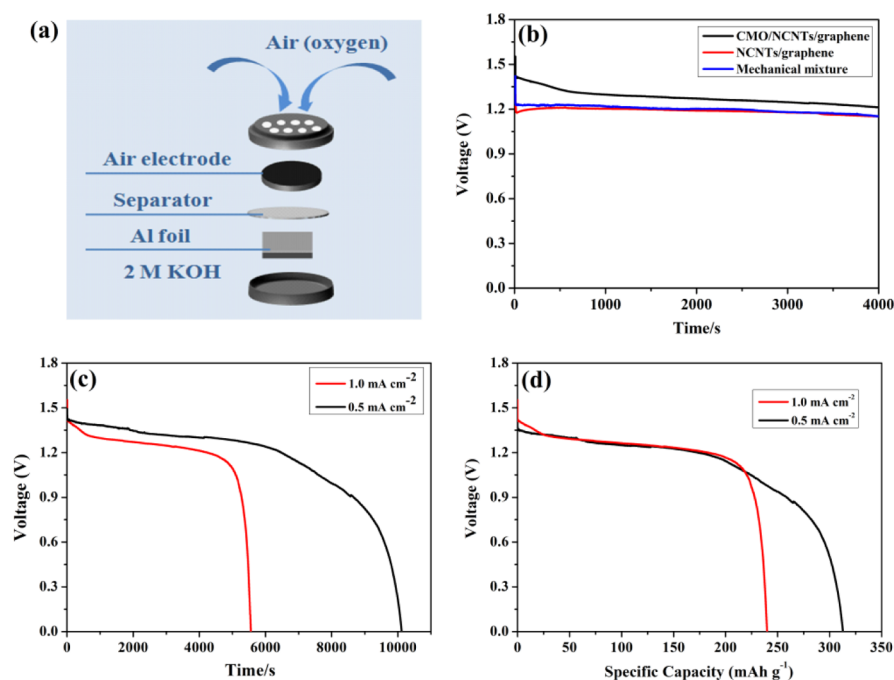 (a)
Air (oxygen)
Air electrode
Separator
Al foil
2 M KOH
(b)
CMO/NCNTs/graphene
NCNTs/graphene
Mechanical mixture
Voltage (V)
1.8
1.5
1.2
1.3
0.6
0.3
0.0
0 1000 2000 3000 4000
Time/s
(c)
1.0 mA cm⁻²
0.5 mA cm⁻²
Voltage (V)
1.8
1.5
1.2
0.9
0.6
0.3
0.0
0 2000 4000 6000 8000 10000
Time/s
(d)
1.0 mA cm⁻²
0.5 mA cm⁻²
Voltage (V)
1.8
1.5
1.2
0.9
0.6
0.3
0.0
0 50 100 150 200 250 300 350
Specific Capacity (mAh g⁻¹)